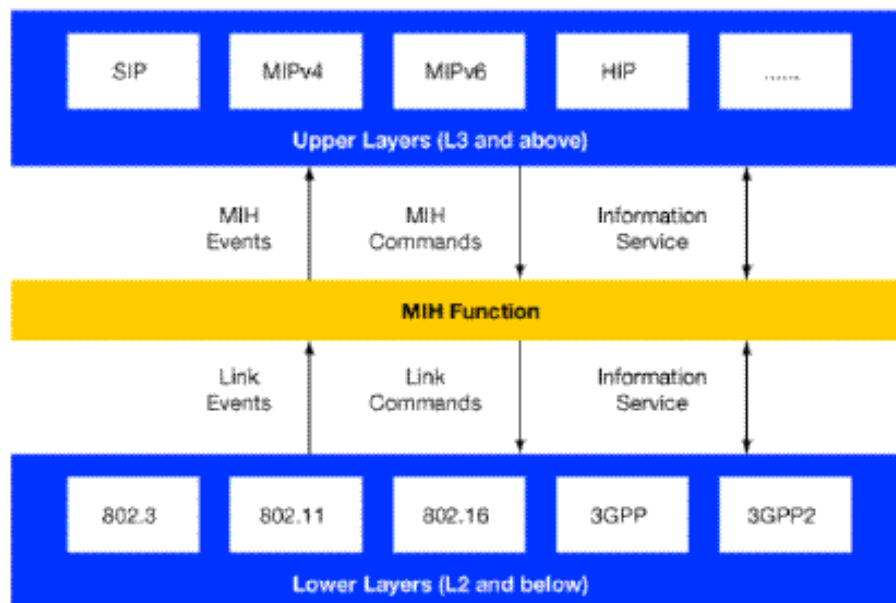 SIP
MIPv4
MIPv6
HIP
......
Upper Layers (L3 and above)
MIH
Events
MIH
Commands
Information
Service
MIH Function
Link
Events
Link
Commands
Information
Service
802.3
802.11
802.16
3GPP
3GPP2
Lower Layers (L2 and below)